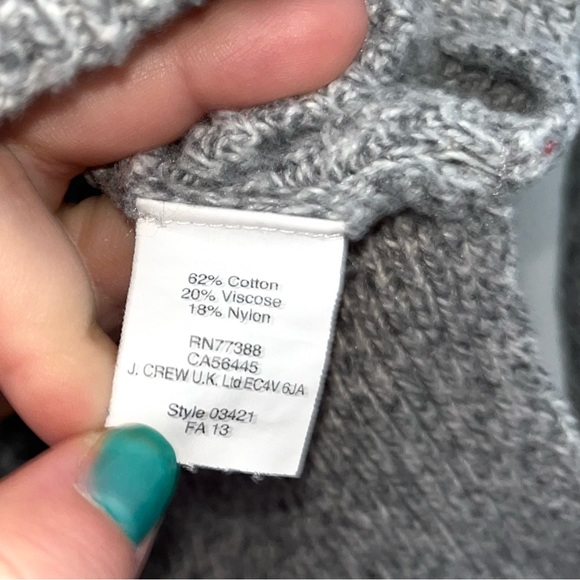 62% Cotton
20% Viscose
18% Nylon
RN77388
CA56445
J. CREW U.K. Ltd EC4V 6JA
Style 03421
FA 13